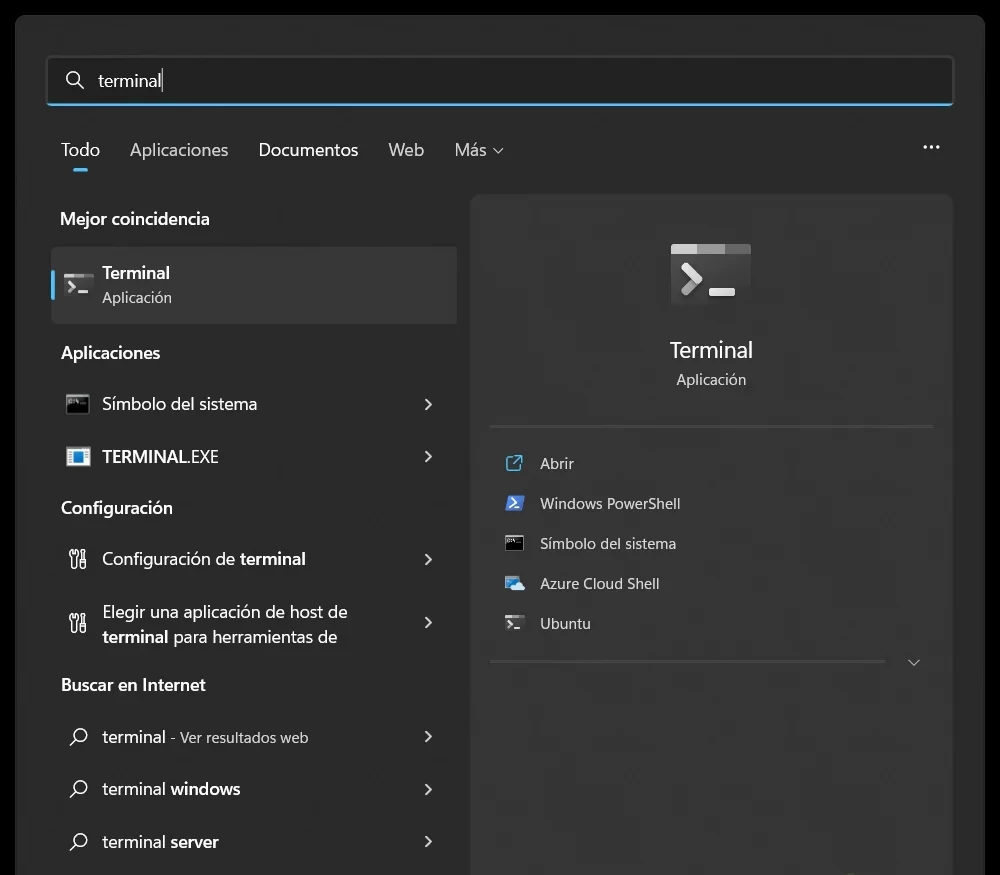 terminal
Todo Aplicaciones Documentos Web Más
Mejor coincidencia
Terminal
Aplicación
Aplicaciones
Símbolo del sistema
TERMINAL.EXE
Configuración
Configuración de terminal
Elegir una aplicación de host de
terminal para herramientas de
Buscar en Internet
terminal - Ver resultados web
terminal windows
terminal server
Terminal
Aplicación
Abrir
Windows PowerShell
Símbolo del sistema
Azure Cloud Shell
Ubuntu